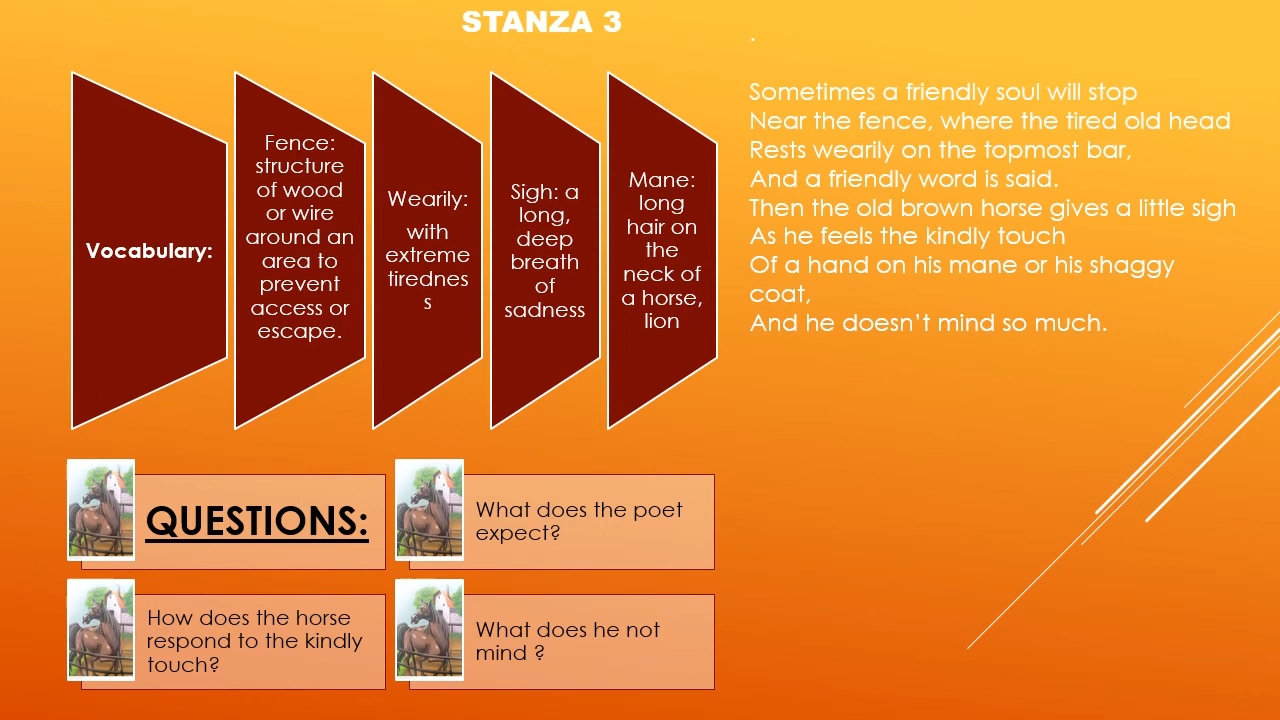 STANZA 3
Vocabulary:
Fence:
structure
of wood
or wire
around an
area to
prevent
access or
escape.
Wearily:
with
extreme
tirednes
s
Sigh: a
long,
deep
breath
of
sadness
Mane:
long
hair on
the
neck of
a horse,
lion
.
Sometimes a friendly soul will stop
Near the fence, where the tired old head
Rests wearily on the topmost bar,
And a friendly word is said.
Then the old brown horse gives a little sigh
As he feels the kindly touch
Of a hand on his mane or his shaggy
coat,
And he doesn’t mind so much.
QUESTIONS:
What does the poet
expect?
How does the horse
respond to the kindly
touch?
What does he not
mind ?